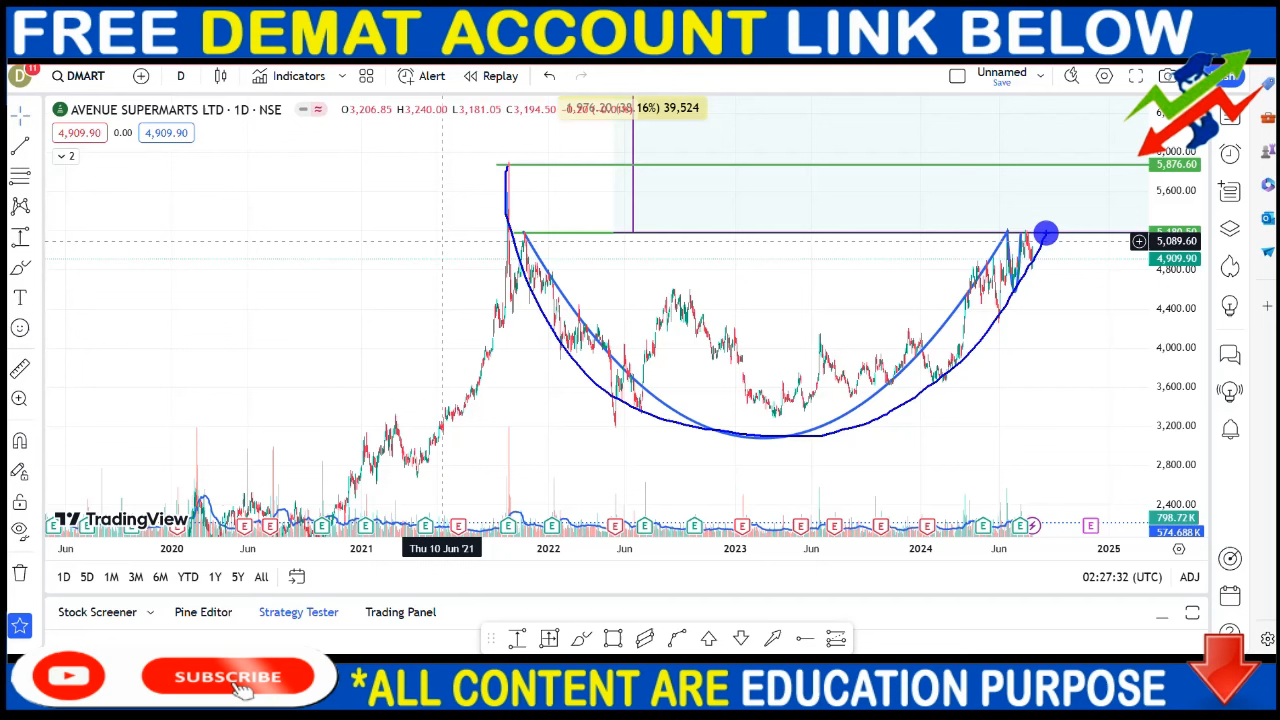 FREE DEMAT ACCOUNT LINK BELOW
D 11 DMART D Indicators Alert Replay Unnamed
Save
AVENUE SUPERMARTS LTD · 1D · NSE O3,206.85 H3,240.00 L3,181.05 C3,194.50
16%) 39,524
4,909.90 0.00 4,909.90
2
5,876.60
5,600.00
5,089.60
4,909.90
4,800.00
4,400.00
4,000.00
3,600.00
3,200.00
2,800.00
2,400.00
TradingView
E E E E E E E E E E E E E E E E E E E
798.72K
574.688K
Jun 2020 Jun 2021 Thu 10 Jun '21 2022 Jun 2023 Jun 2024 Jun 2025
1D 5D 1M 3M 6M YTD 1Y 5Y All 02:27:32 (UTC) ADJ
Stock Screener Pine Editor Strategy Tester Trading Panel
SUBSCRIBE
*ALL CONTENT ARE EDUCATION PURPOSE